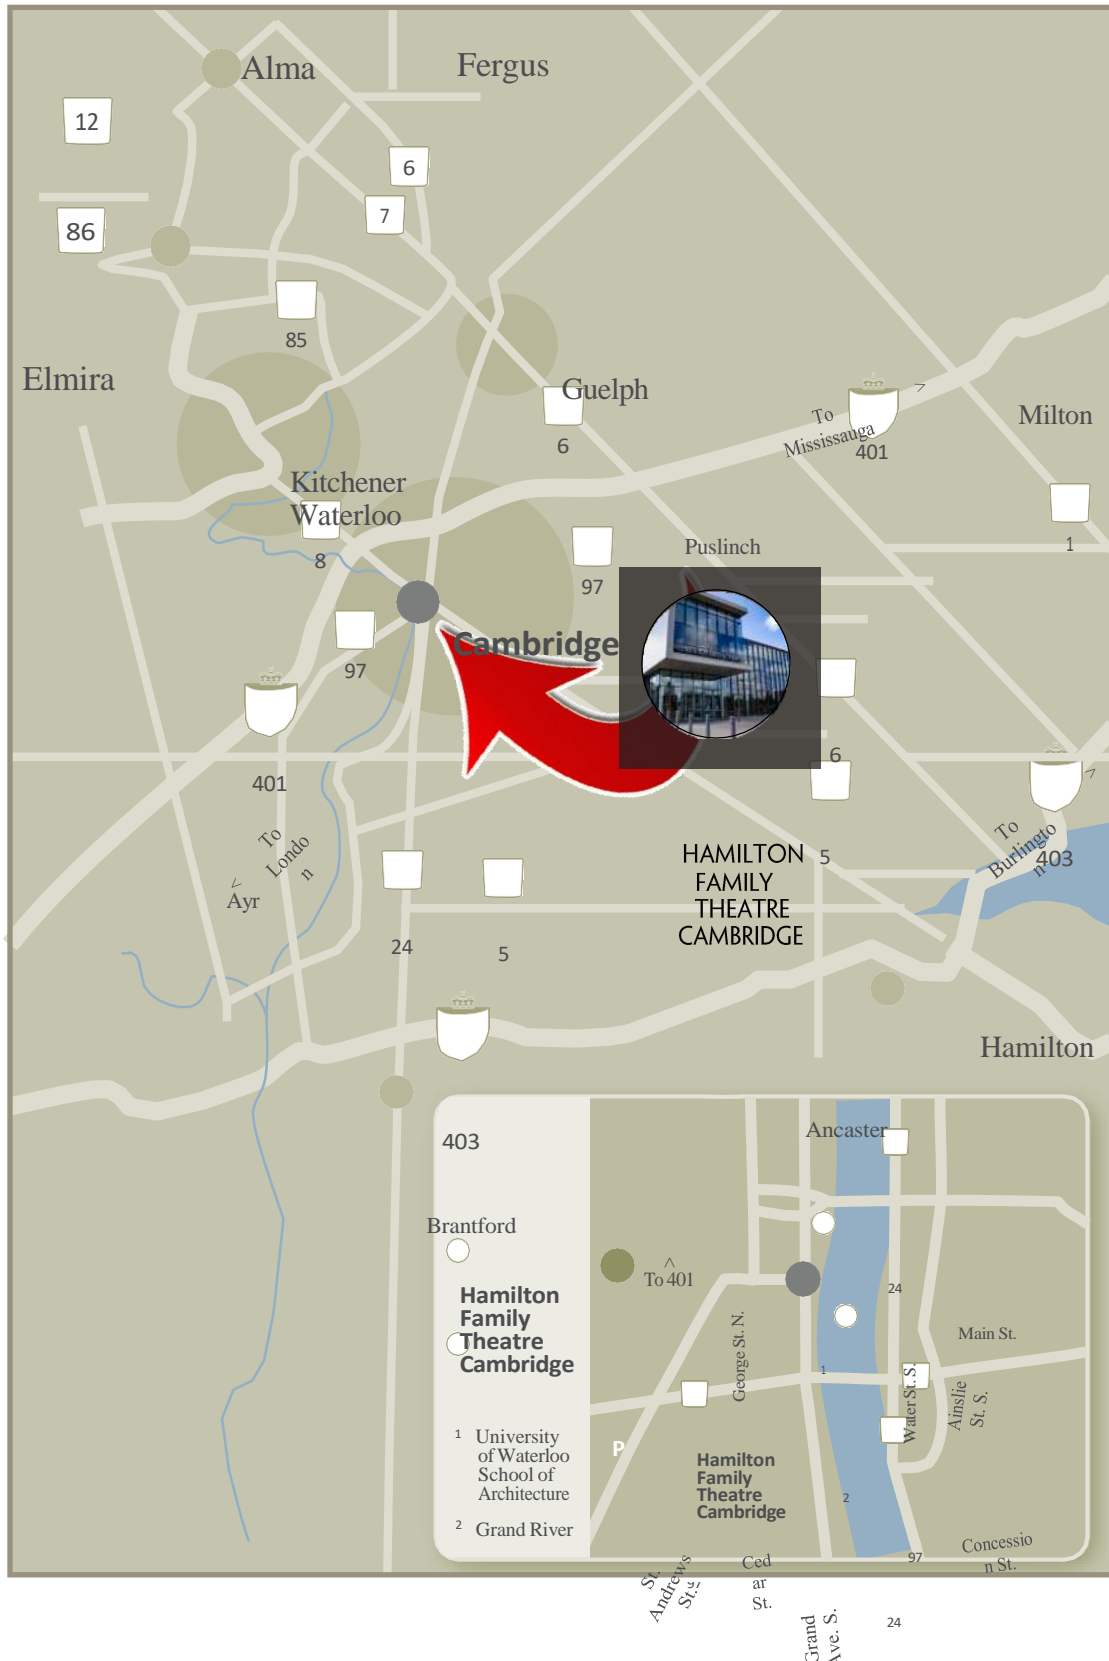 Alma
Fergus
12
6
7
86
85
Elmira
Guelph
6
To
Mississauga
401
Milton
1
Kitchener
Waterloo
8
97
Puslinch
Cambridge
97
401
6
To
Londo
n
<
Ayr
24
5
HAMILTON
FAMILY
THEATRE
CAMBRIDGE
5
To
Burlingto
n
403
>
>
Hamilton
403
Brantford
Hamilton
Family
Theatre
Cambridge
1 University
of Waterloo
School of
Architecture
2 Grand River
Ancaster
<
To 401
24
George St. N.
Main St.
1
Water St. S.
Ainslie
St. S.
P
Hamilton
Family
Theatre
Cambridge
2
97
Concessio
n St.
St.
Andrews
St.
Ced
ar
St.
Grand
Ave. S.
24